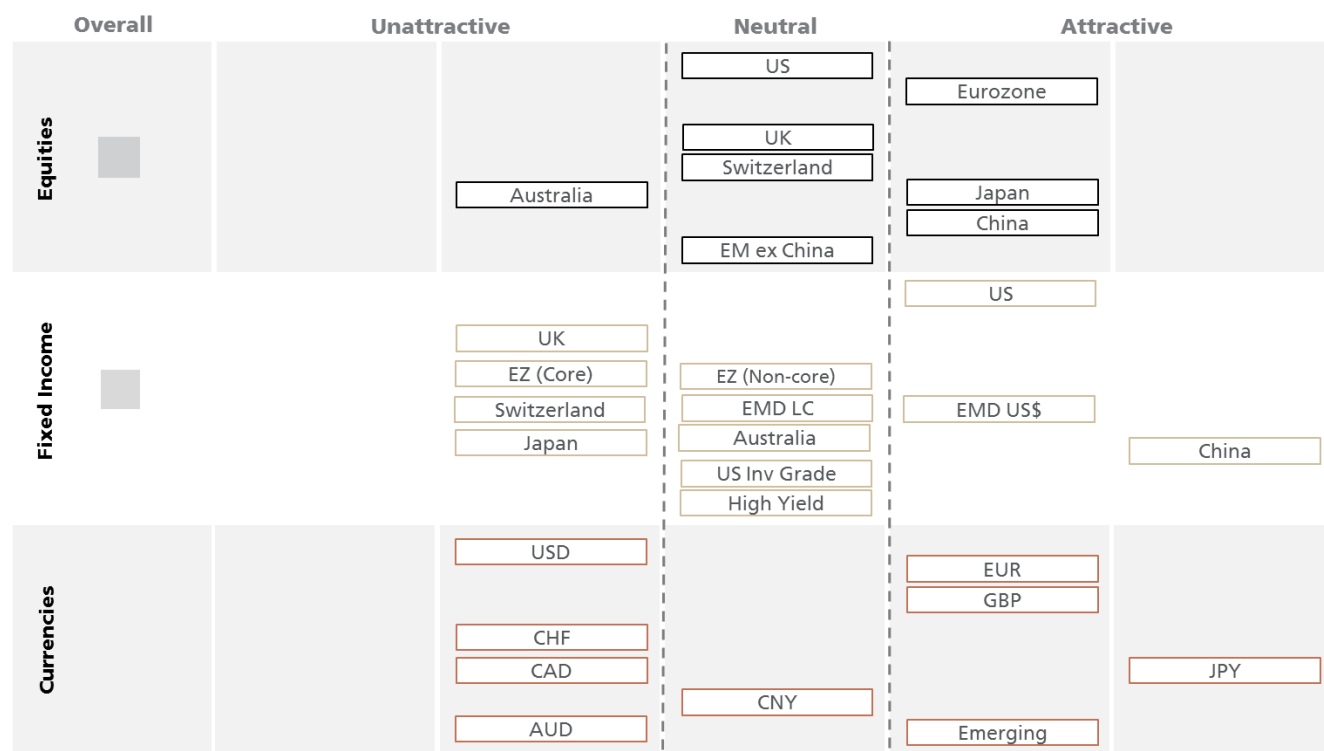 Overall
Unattractive
Neutral
Attractive
Equities
US
Eurozone
UK
Switzerland
Australia
Japan
China
EM ex China
Fixed Income
US
UK
EZ (Core)
EZ (Non-core)
Switzerland
EMD LC
EMD US$
Japan
Australia
China
US Inv Grade
High Yield
Currencies
USD
EUR
GBP
CHF
CAD
JPY
CNY
AUD
Emerging